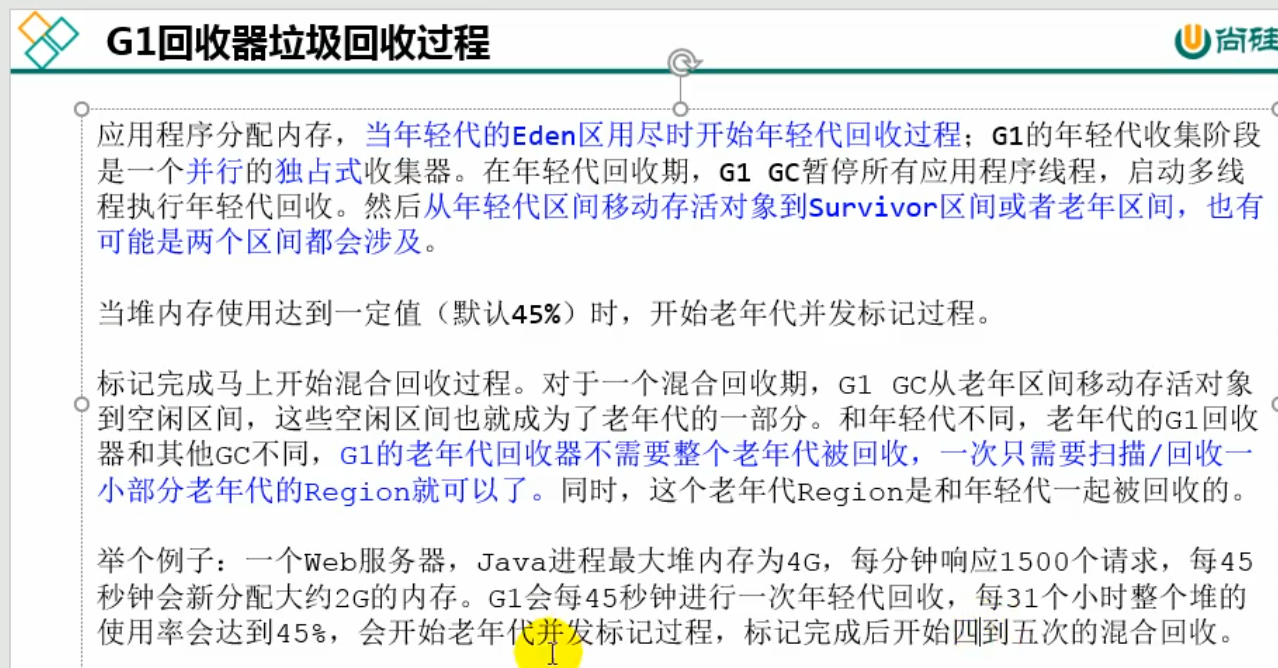 G1回收器垃圾回收过程
尚硅
应用程序分配内存，当年轻代的Eden区用尽时开始年轻代回收过程；G1的年轻代收集阶段
是一个并行的独占式收集器。在年轻代回收期，G1 GC暂停所有应用程序线程，启动多线
程执行年轻代回收。然后从年轻代区间移动存活对象到Survivor区间或者老年区间，也有
可能是两个区间都会涉及。
当堆内存使用达到一定值（默认45%）时，开始老年代并发标记过程。
标记完成马上开始混合回收过程。对于一个混合回收期，G1 GC从老年区间移动存活对象
到空闲区间，这些空闲区间也就成为了老年代的一部分。和年轻代不同，老年代的G1回收
器和其他GC不同，G1的老年代回收器不需要整个老年代被回收，一次只需要扫描/回收一
小部分老年代的Region就可以了。同时，这个老年代Region是和年轻代一起被回收的。
举个例子：一个Web服务器，Java进程最大堆内存为4G，每分钟响应1500个请求，每45
秒钟会新分配大约2G的内存。G1会每45秒钟进行一次年轻代回收，每31个小时整个堆的
使用率会达到45%，会开始老年代并发标记过程，标记完成后开始四到五次的混合回收。